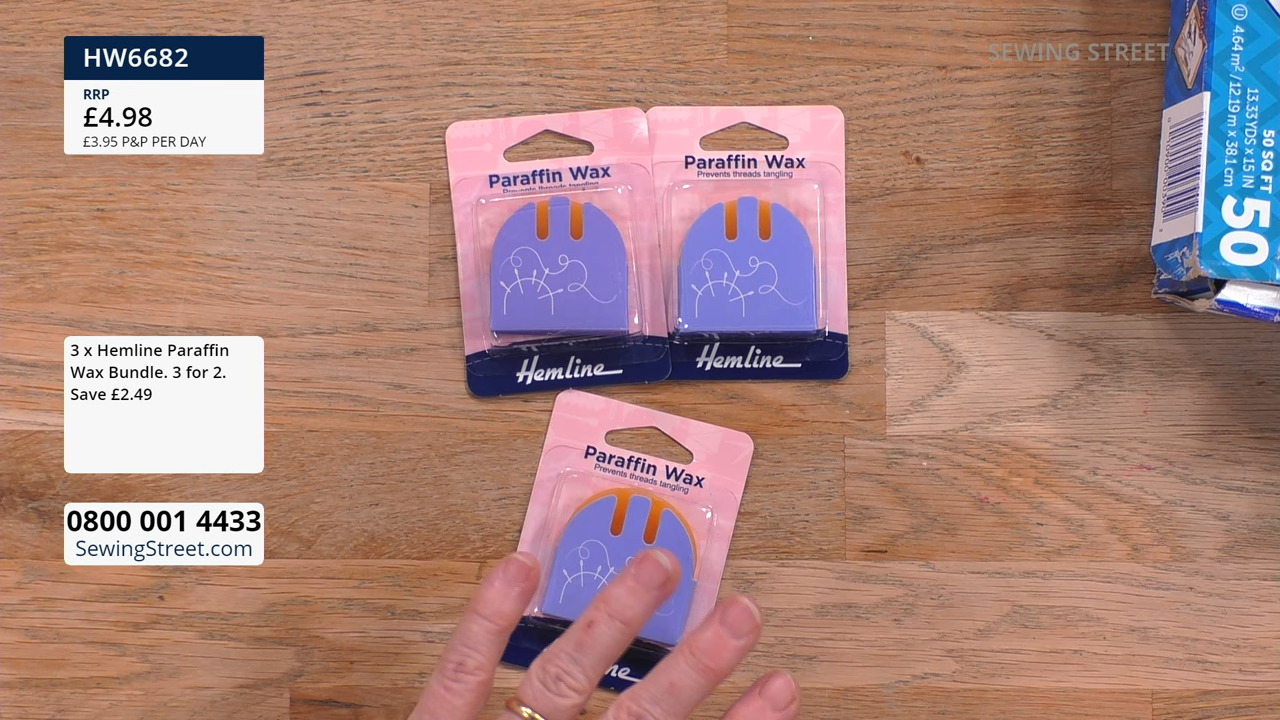 HW6682
RRP
£4.98
£3.95 P&P PER DAY
3 x Hemline Paraffin
Wax Bundle. 3 for 2.
Save £2.49
0800 001 4433
SewingStreet.com
SEWING STREET
Paraffin Wax
Prevents threads tangling
Hemline
Paraffin Wax
Prevents threads tangling
Hemline
Paraffin Wax
Prevents threads tangling
ne
50 SQ FT
50
13.33 YDS x 15 IN
4.64 m² / 12.19 m x 38.1 cm